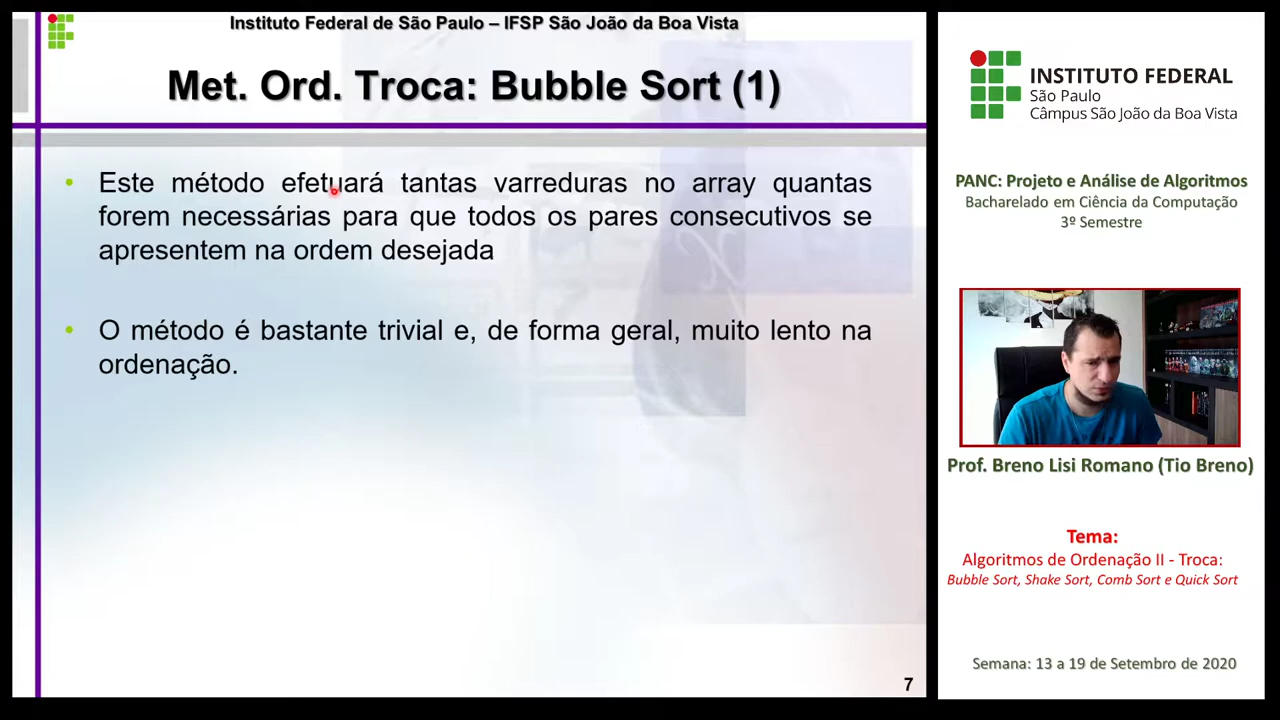 Instituto Federal de São Paulo – IFSP São João da Boa Vista
Met. Ord. Troca: Bubble Sort (1)
• Este método efetuará tantas varreduras no array quantas
forem necessárias para que todos os pares consecutivos se
apresentem na ordem desejada
• O método é bastante trivial e, de forma geral, muito lento na
ordenação.
7
INSTITUTO FEDERAL
São Paulo
Câmpus São João da Boa Vista
PANC: Projeto e Análise de Algoritmos
Bacharelado em Ciência da Computação
3º Semestre
Prof. Breno Lisi Romano (Tio Breno)
Tema:
Algoritmos de Ordenação II - Troca:
Bubble Sort, Shake Sort, Comb Sort e Quick Sort
Semana: 13 a 19 de Setembro de 2020